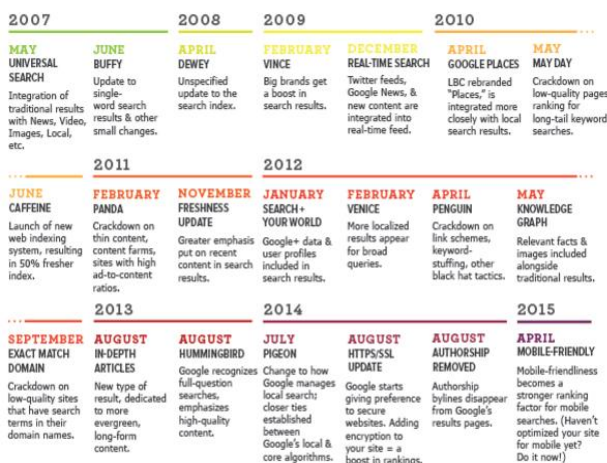 2007
2008
2009
2010
MAY
UNIVERSAL
SEARCH
Integration of
traditional results
with News, Video,
Images, Local,
etc.
JUNE
BUFFY
Update to
single-
word search
results & other
small changes.
APRIL
DEWEY
Unspecified
update to the
search index.
FEBRUARY
VINCE
Big brands get
a boost in
search results.
DECEMBER
REAL-TIME SEARCH
Twitter feeds,
Google News, &
new content are
integrated into
real-time feed.
APRIL
GOOGLE PLACES
LBC rebranded
"Places," is
integrated more
closely with local
search results.
MAY
MAY DAY
Crackdown on
low-quality pages
ranking for
long-tail keyword
searches.
2011
2012
JUNE
CAFFEINE
Launch of new
web indexing
system, resulting
in 50% fresher
index.
FEBRUARY
PANDA
Crackdown on
thin content,
content farms,
sites with high
ad-to-content
ratios.
NOVEMBER
FRESHNESS
UPDATE
Greater emphasis
put on recent
content in search
results.
JANUARY
SEARCH+
YOUR WORLD
Google+ data &
user profiles
included in
search results.
FEBRUARY
VENICE
More localized
results appear
for broad
queries.
APRIL
PENGUIN
Crackdown on
link schemes,
keyword-
stuffing, other
black hat tactics.
MAY
KNOWLEDGE
GRAPH
Relevant facts &
images included
alongside
traditional results.
2013
2014
2015
SEPTEMBER
EXACT MATCH
DOMAIN
Crackdown on
low-quality sites
that have search
terms in their
domain names.
AUGUST
IN-DEPTH
ARTICLES
New type of
result, dedicated
to more
evergreen,
long-form
content.
AUGUST
HUMMINGBIRD
Google recognizes
full-question
searches,
emphasizes
high-quality
content.
JULY
PIGEON
Change to how
Google manages
local search;
closer ties
established
between
Google's local &
core algorithms.
AUGUST
HTTPS/SSL
UPDATE
Google starts
giving preference
to secure
websites. Adding
encryption to
your site = a
boost in rankings.
AUGUST
AUTHORSHIP
REMOVED
Authorship
bylines disappear
from Google's
results pages.
APRIL
MOBILE-FRIENDLY
Mobile-friendliness
becomes a
stronger ranking
factor for mobile
searches. (Haven't
optimized your site
for mobile yet?
Do it now!)